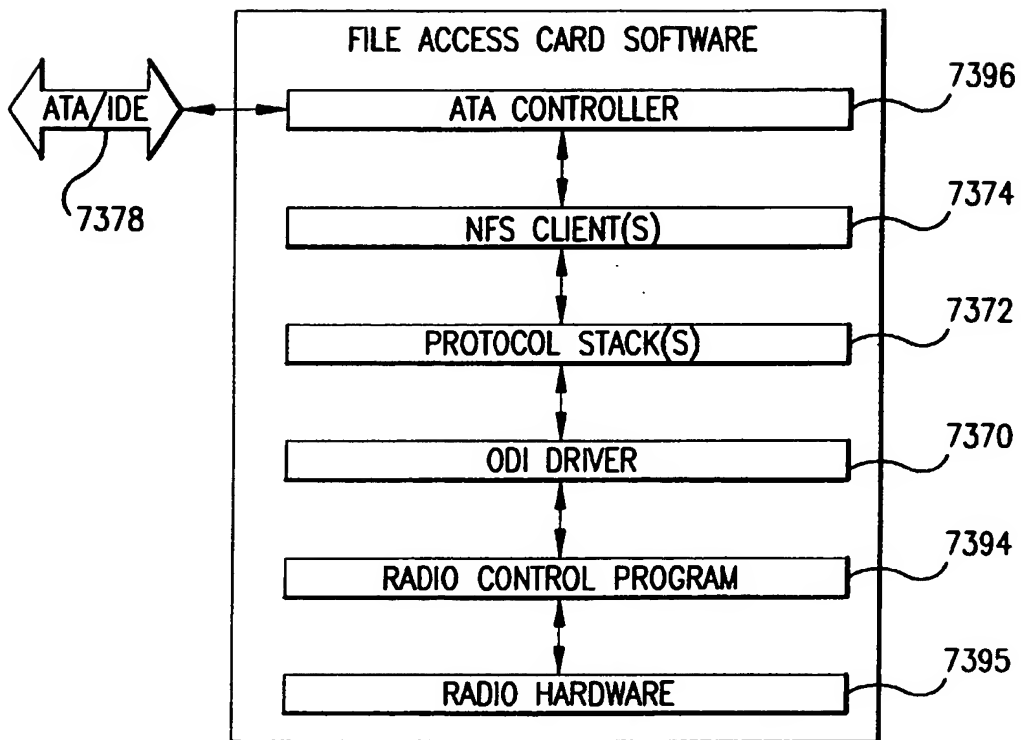 FILE ACCESS CARD SOFTWARE
ATA/IDE
7378
ATA CONTROLLER
7396
NFS CLIENT(S)
7374
PROTOCOL STACK(S)
7372
ODI DRIVER
7370
RADIO CONTROL PROGRAM
7394
RADIO HARDWARE
7395